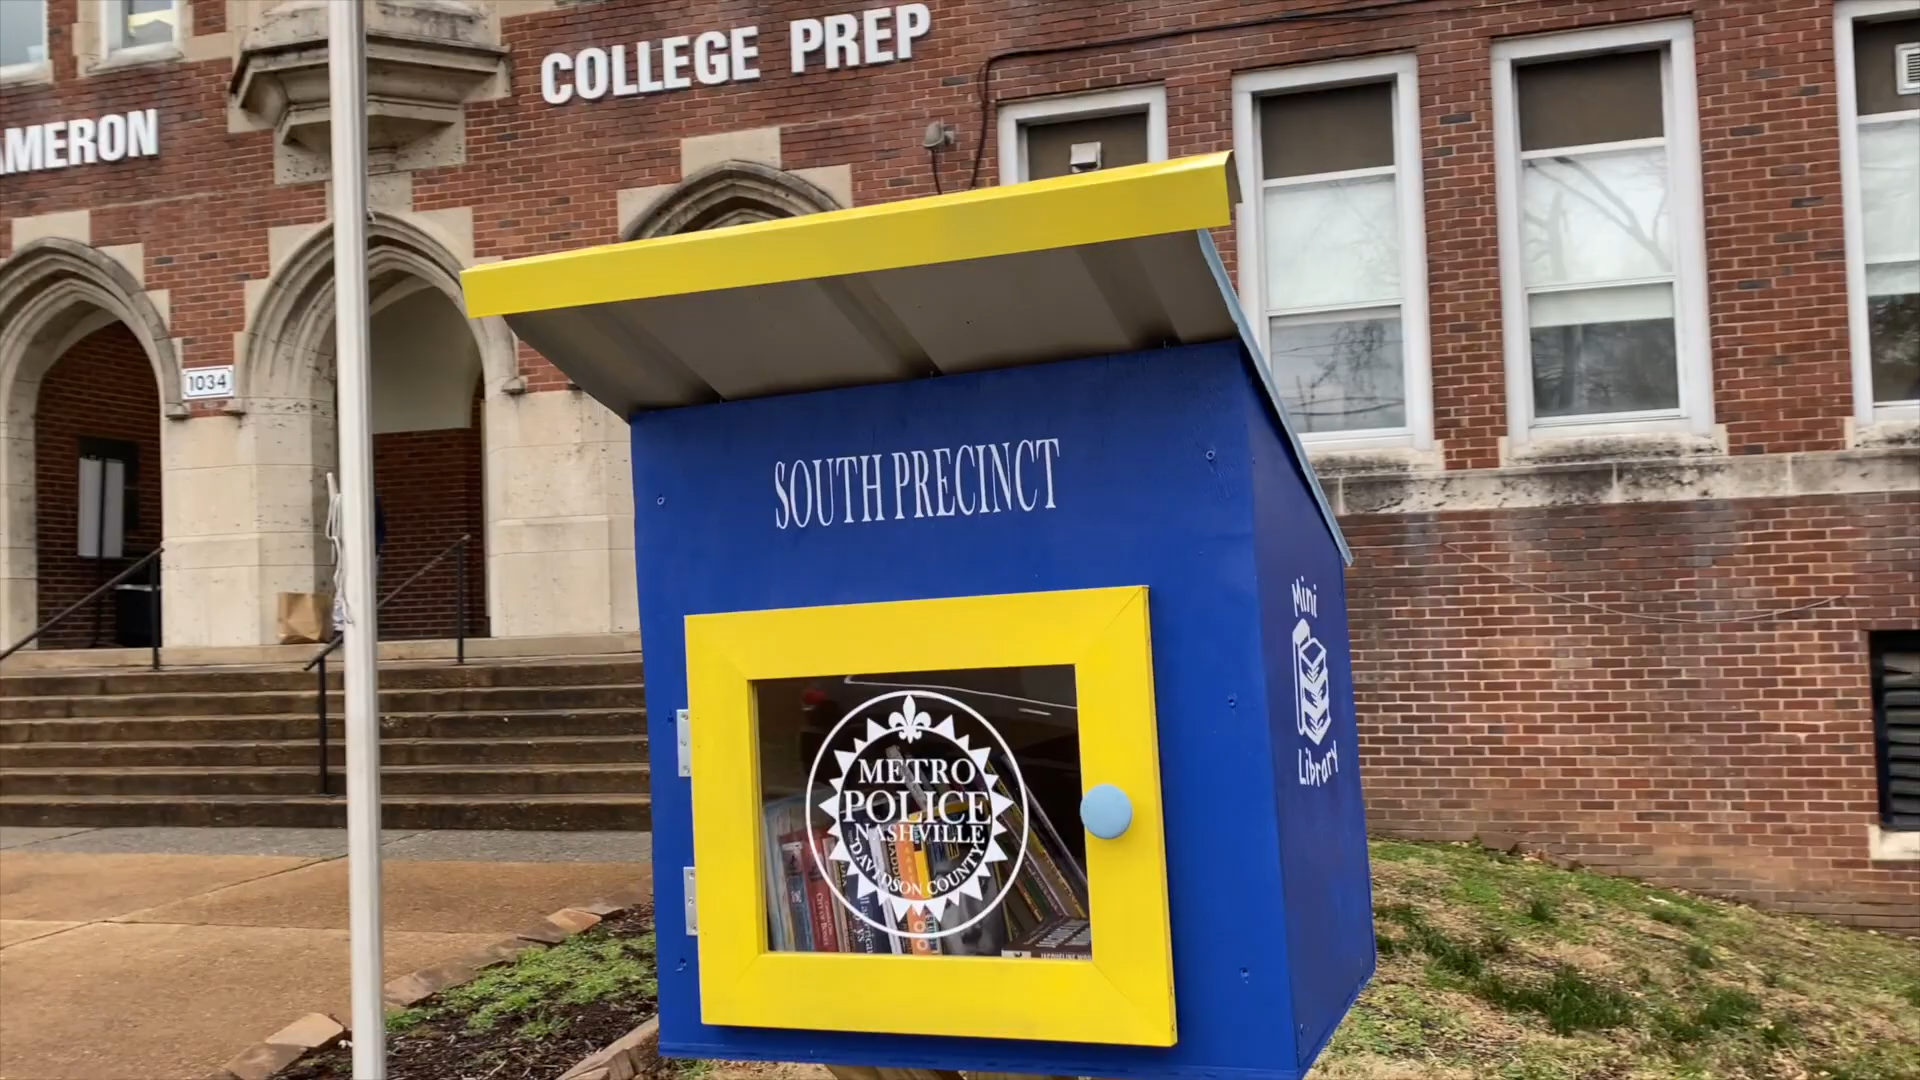 AMERON
COLLEGE PREP
1034
SOUTH PRECINCT
METRO
POLICE
NASHVILLE
DAVIDSON COUNTY
Mini
Library